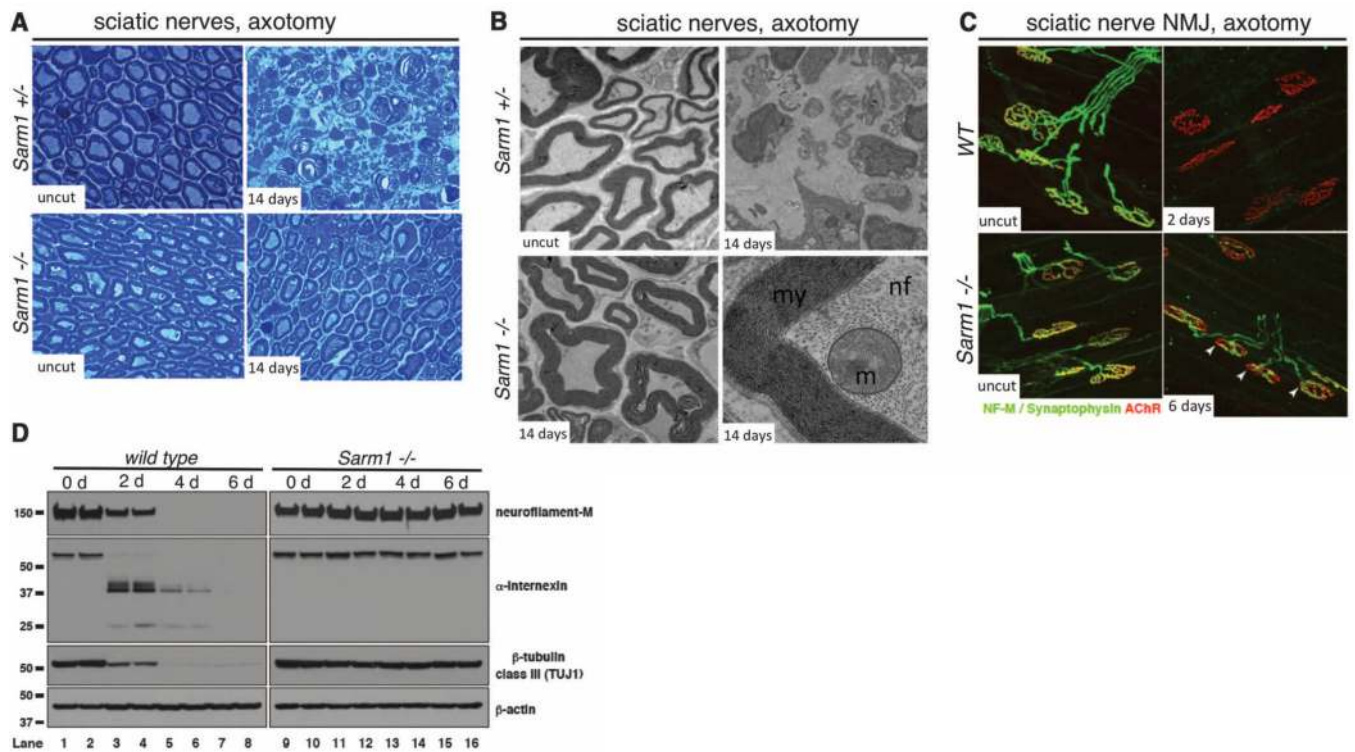 A
sciatic nerves, axotomy
Sarm1 +/-
uncut
14 days
Sarm1 -/-
uncut
14 days
B
sciatic nerves, axotomy
Sarm1 +/-
uncut
14 days
Sarm1 -/-
14 days
my
nf
m
14 days
C
sciatic nerve NMJ, axotomy
WT
uncut
2 days
Sarm1 -/-
uncut
6 days
NF-M / Synaptophysin AChR
D
wild type Sarm1 -/-
0 d 2 d 4 d 6 d 0 d 2 d 4 d 6 d
150 neurofilament-M
50
37 α-internexin
25
β-tubulin
50 class III (TUJ1)
50
β-actin
37
Lane 1 2 3 4 5 6 7 8 9 10 11 12 13 14 15 16